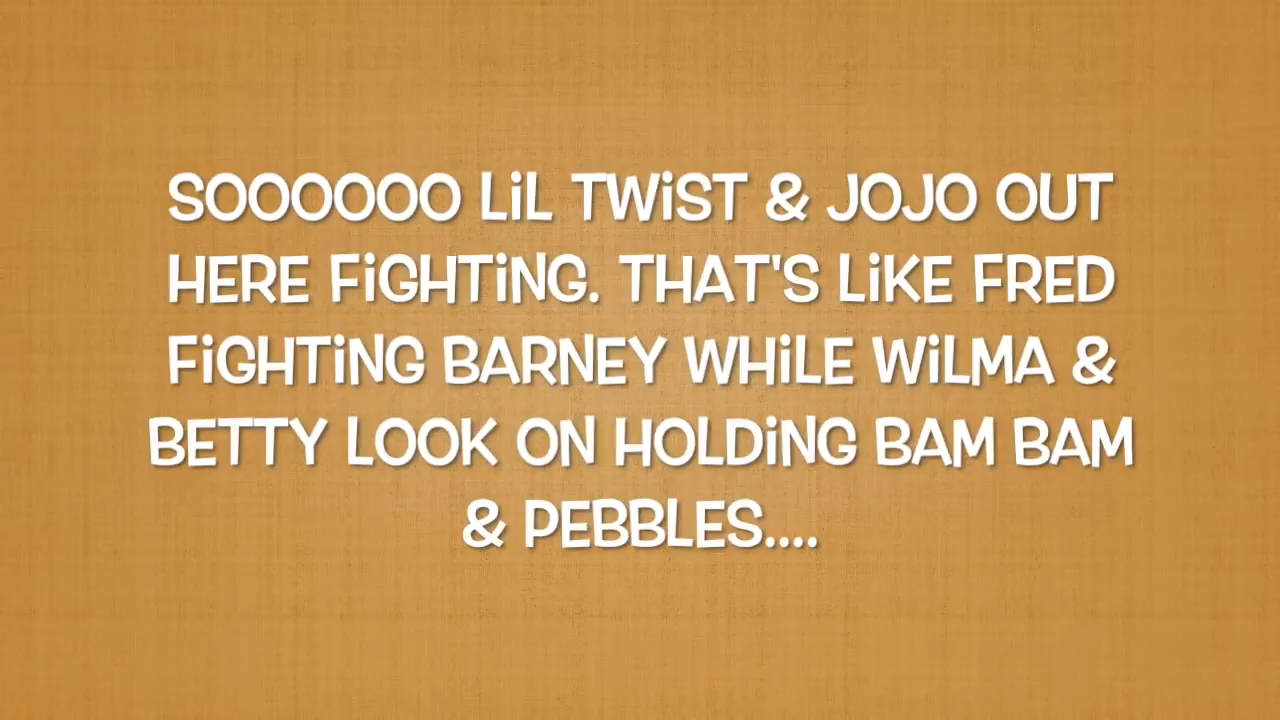 SOOOOOO LiL TWiST & JOJO OUT
HERE FiGHTiNG. THAT'S LiKE FRED
FiGHTiNG BARNEY WHiLE WiLMA &
BETTY LOOK ON HOLDiNG BAM BAM
& PEBBLES....